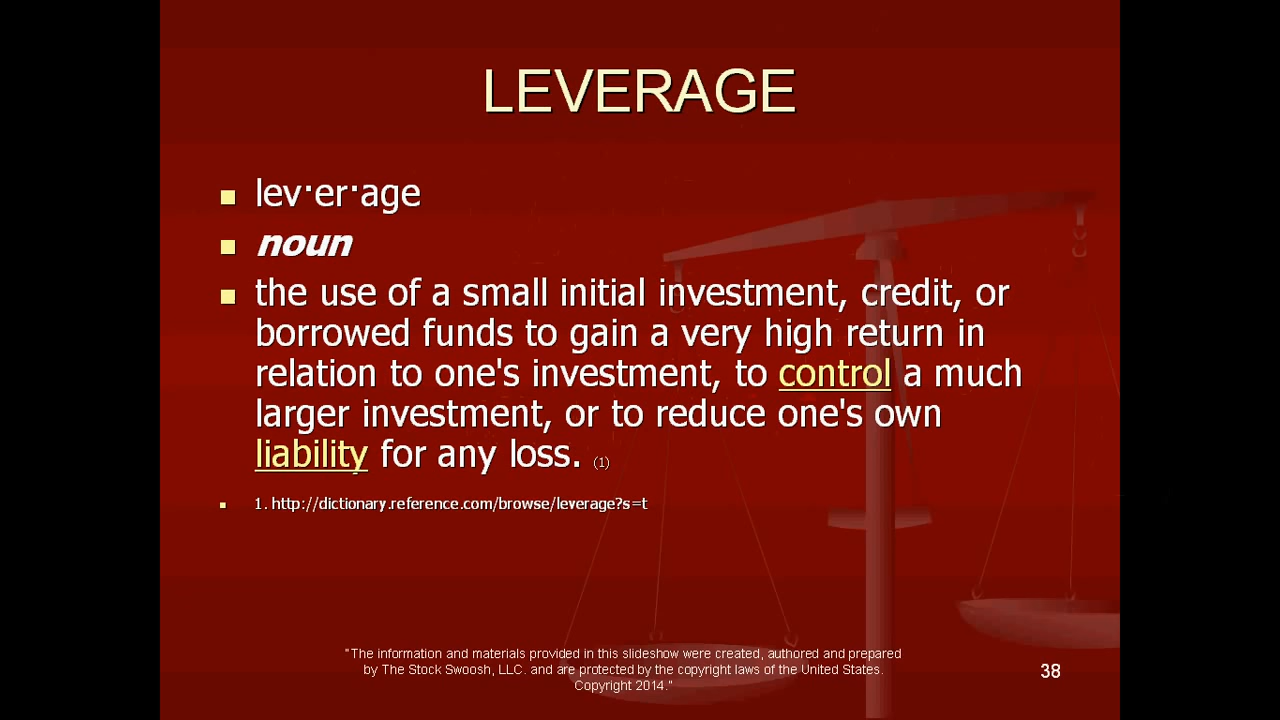 LEVERAGE
lev·er·age
noun
the use of a small initial investment, credit, or
borrowed funds to gain a very high return in
relation to one's investment, to control a much
larger investment, or to reduce one's own
liability for any loss. (1)
1. http://dictionary.reference.com/browse/leverage?s=t
"The information and materials provided in this slideshow were created, authored and prepared
by The Stock Swoosh, LLC. and are protected by the copyright laws of the United States.
Copyright 2014."
38